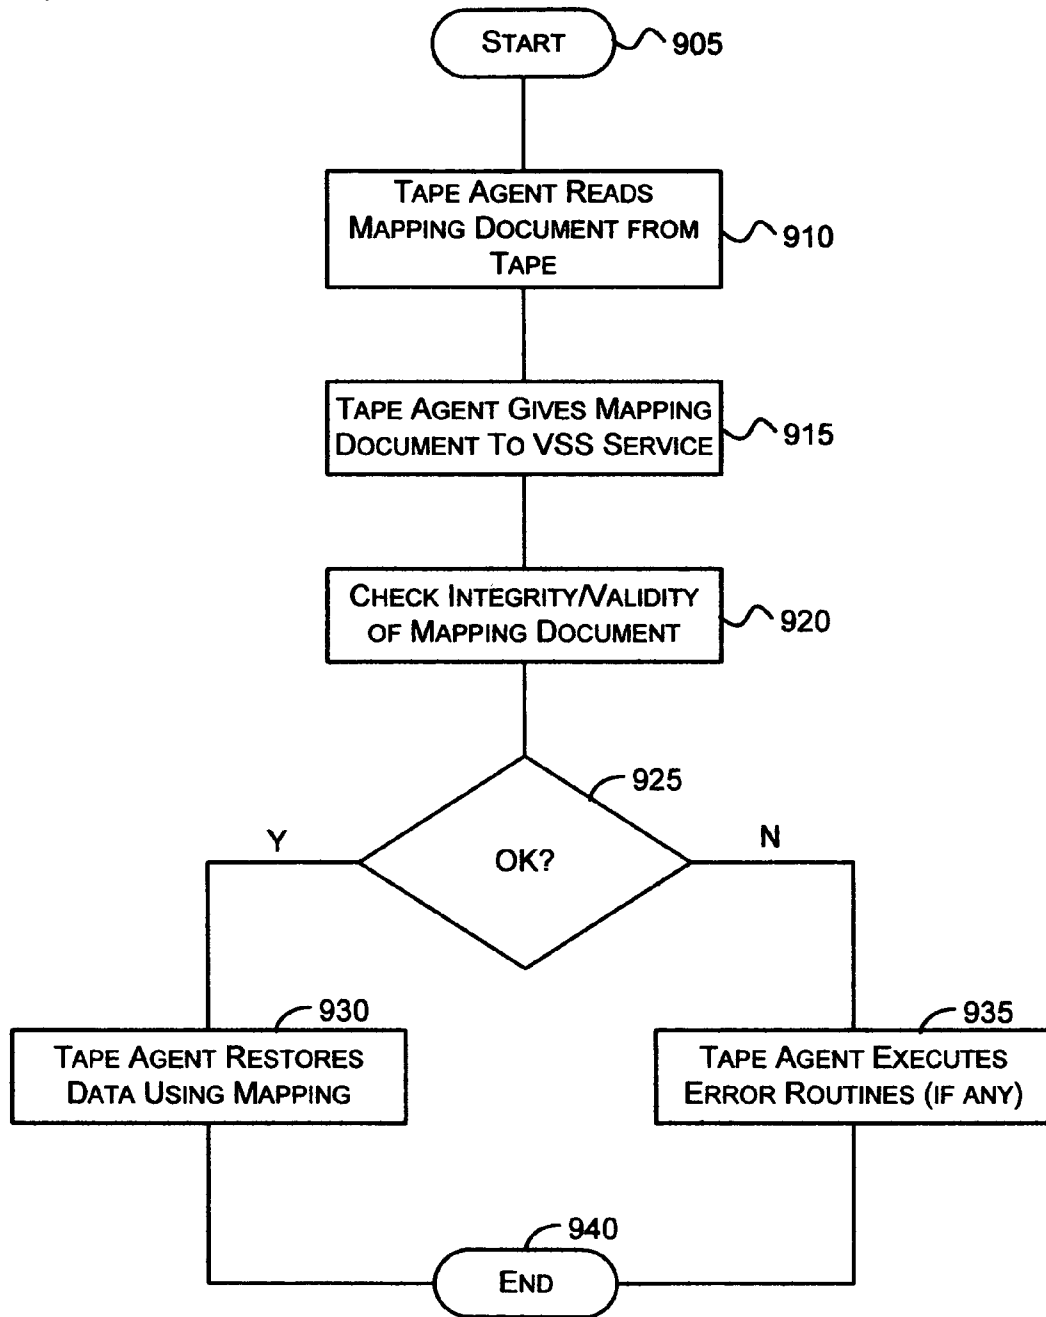 START
905
TAPE AGENT READS
MAPPING DOCUMENT FROM
TAPE
910
TAPE AGENT GIVES MAPPING
DOCUMENT TO VSS SERVICE
915
CHECK INTEGRITY/VALIDITY
OF MAPPING DOCUMENT
920
925
Y
OK?
N
930
TAPE AGENT RESTORES
DATA USING MAPPING
935
TAPE AGENT EXECUTES
ERROR ROUTINES (IF ANY)
940
END